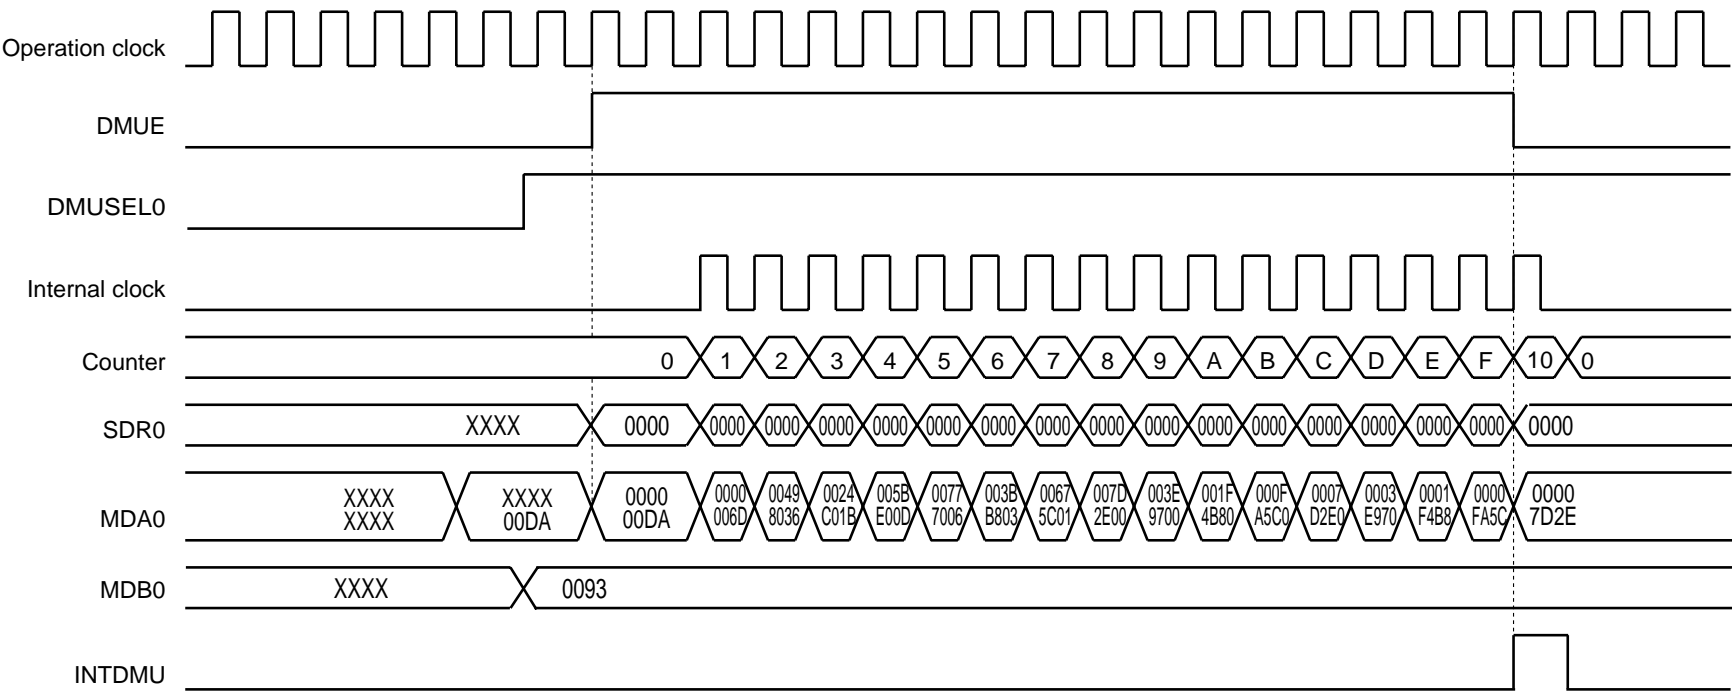 Operation clock
DMUE
DMUSEL0
Internal clock
Counter 0 1 2 3 4 5 6 7 8 9 A B C D E F 10 0
SDR0 XXXX 0000 0000 0000 0000 0000 0000 0000 0000 0000 0000 0000 0000 0000 0000 0000 0000 0000
XXXX XXXX 0000 0000 0049 0024 005B 0077 003B 0067 007D 003E 001F 000F 0007 0003 0001 0000 0000
MDA0 XXXX 00DA 00DA 006D 8036 C01B E00D 7006 B803 5C01 2E00 9700 4B80 A5C0 D2E0 E970 F4B8 FA5C 7D2E
MDB0 XXXX 0093
INTDMU